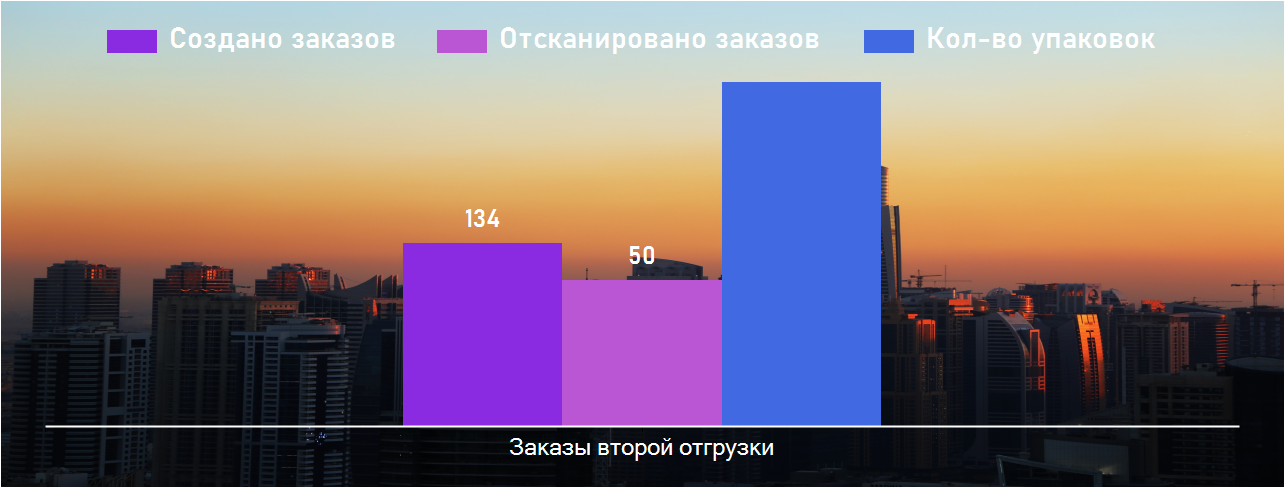 Создано заказов Отсканировано заказов Кол-во упаковок
134
50
Заказы второй отгрузки